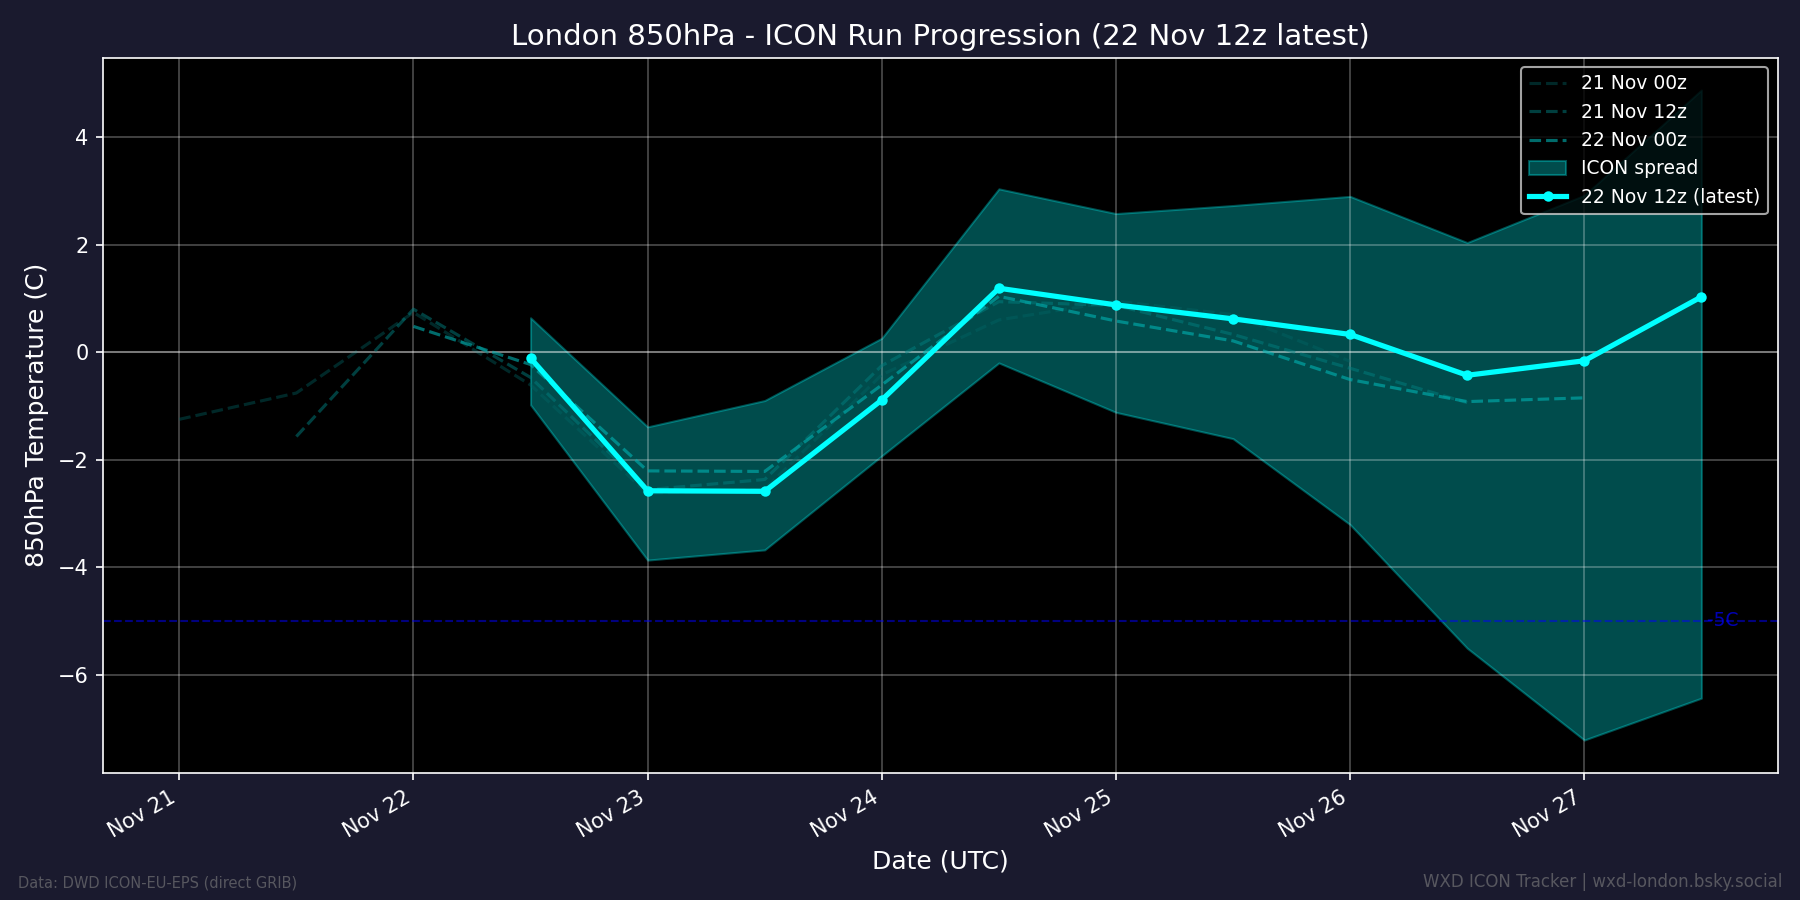 London 850hPa - ICON Run Progression (22 Nov 12z latest)
21 Nov 00z
21 Nov 12z
22 Nov 00z
ICON spread
22 Nov 12z (latest)
850hPa Temperature (C)
4
2
0
−2
−4
−6
-5C
Nov 21
Nov 22
Nov 23
Nov 24
Nov 25
Nov 26
Nov 27
Date (UTC)
Data: DWD ICON-EU-EPS (direct GRIB)
WXD ICON Tracker | wxd-london.bsky.social